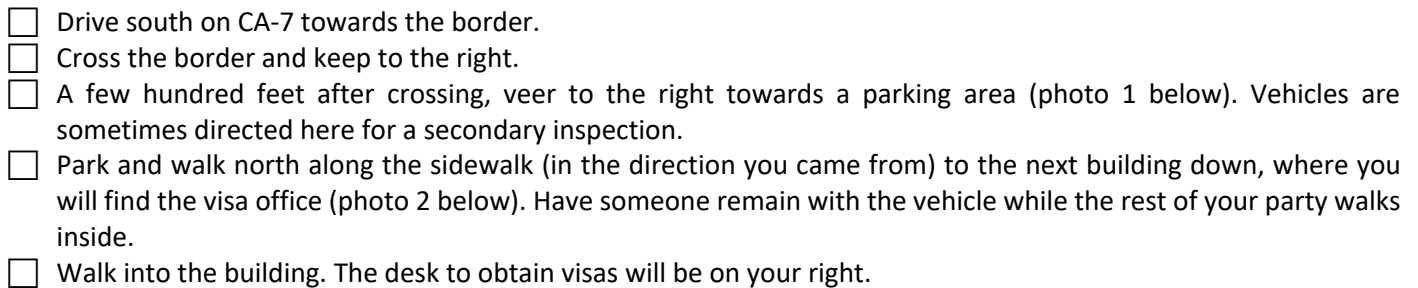 ☐ Drive south on CA-7 towards the border.
☐ Cross the border and keep to the right.
☐ A few hundred feet after crossing, veer to the right towards a parking area (photo 1 below). Vehicles are
sometimes directed here for a secondary inspection.
☐ Park and walk north along the sidewalk (in the direction you came from) to the next building down, where you
will find the visa office (photo 2 below). Have someone remain with the vehicle while the rest of your party walks
inside.
☐ Walk into the building. The desk to obtain visas will be on your right.